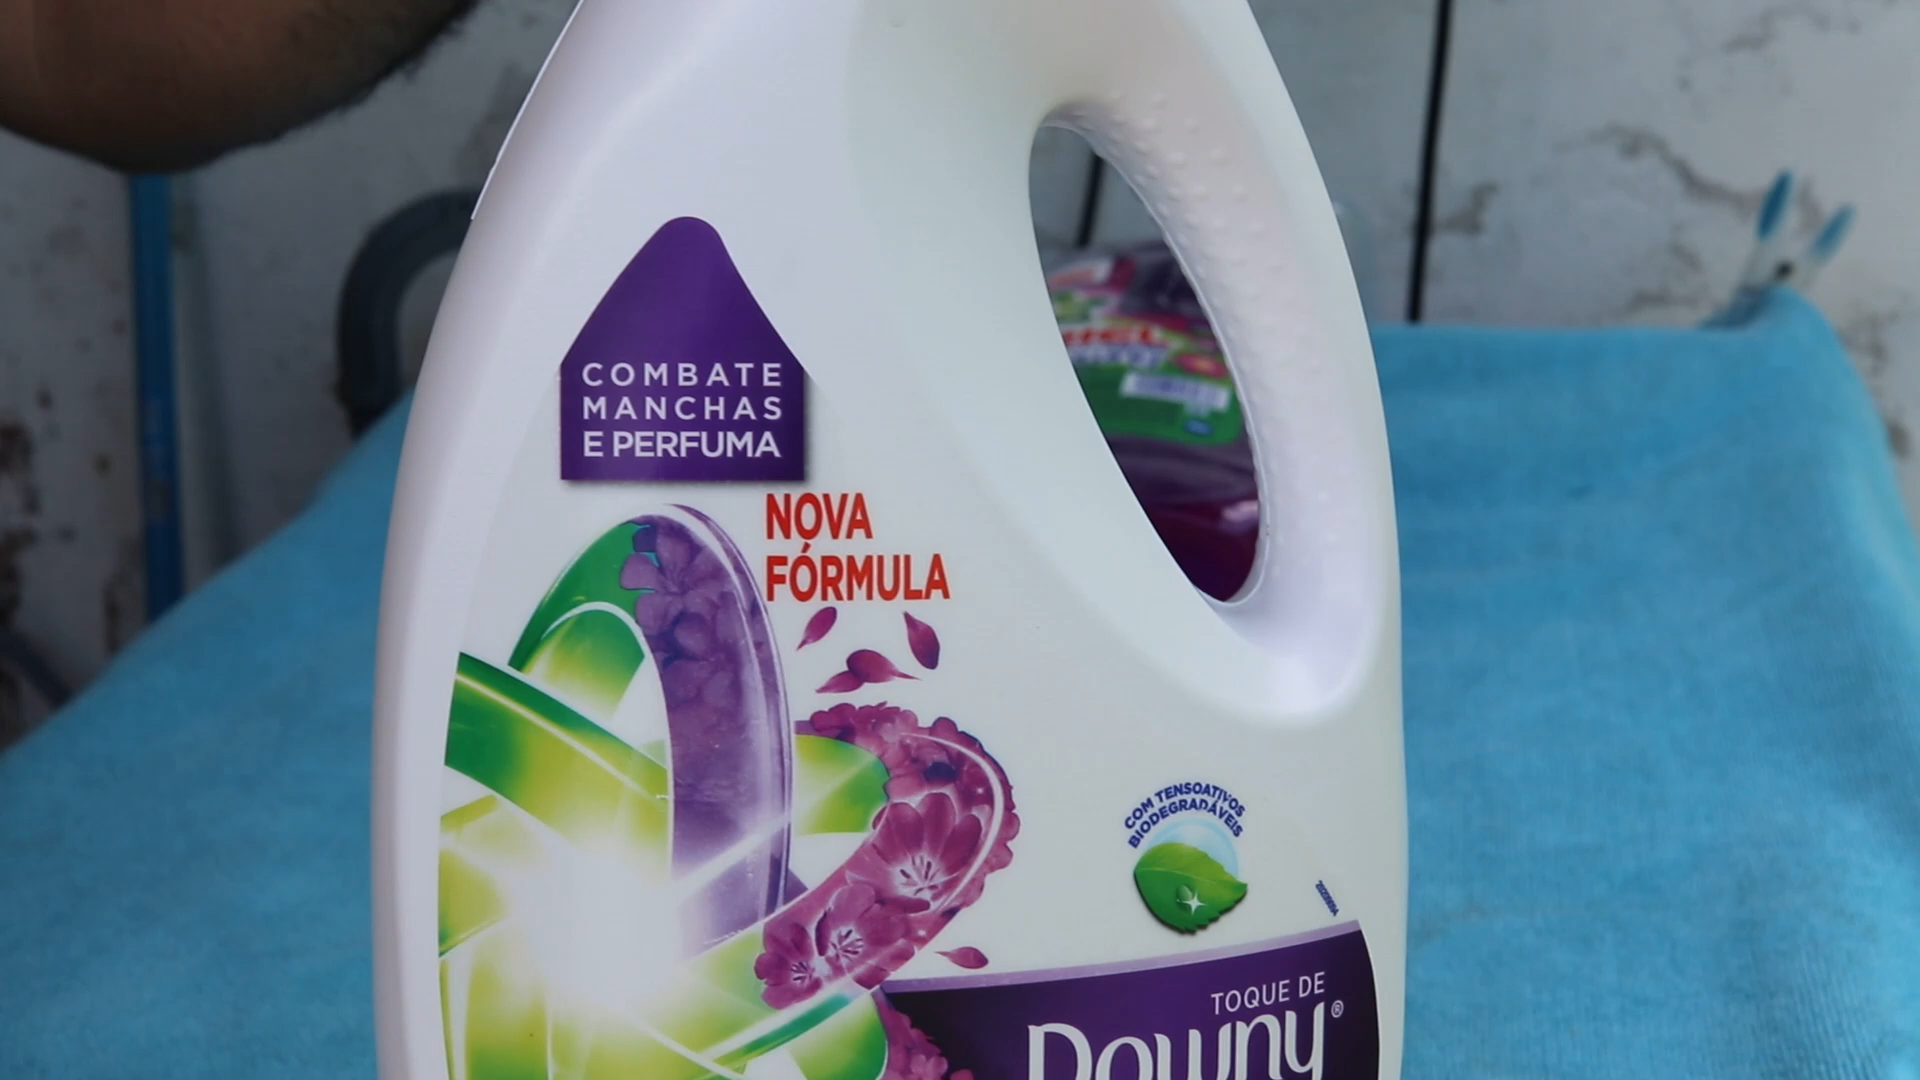 COMBATE
MANCHAS
E PERFUMA
NOVA
FÓRMULA
COM TENSOATIVOS
BIODEGRADÁVEIS
TOQUE DE
Downy®